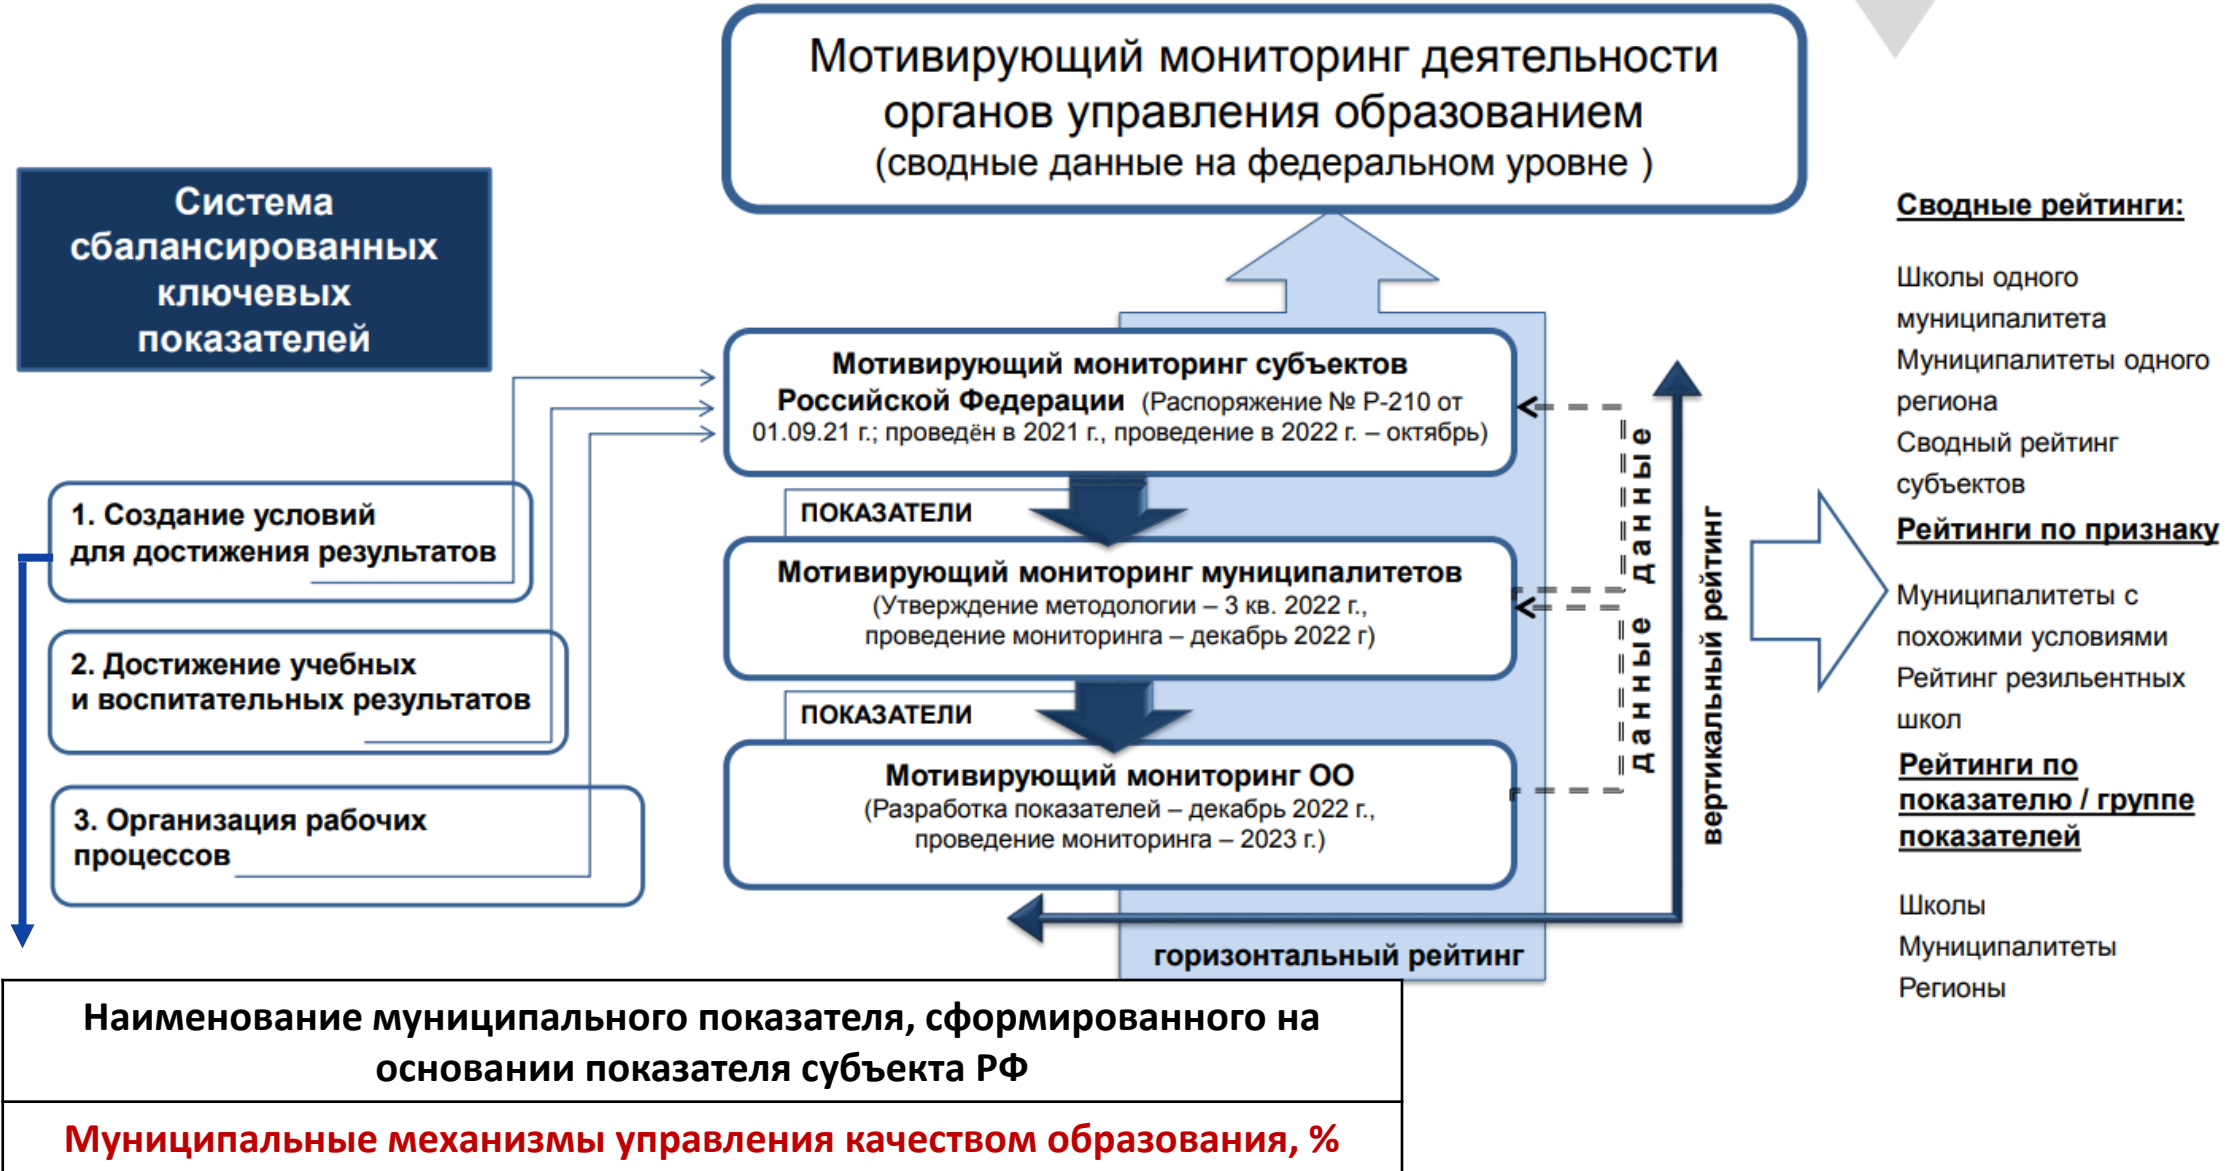 Мотивирующий мониторинг деятельности
органов управления образованием
(сводные данные на федеральном уровне )
Система
сбалансированных
ключевых
показателей
1. Создание условий
для достижения результатов
2. Достижение учебных
и воспитательных результатов
3. Организация рабочих
процессов
Мотивирующий мониторинг субъектов
Российской Федерации (Распоряжение № Р-210 от
01.09.21 г.; проведён в 2021 г., проведение в 2022 г. – октябрь)
ПОКАЗАТЕЛИ
Мотивирующий мониторинг муниципалитетов
(Утверждение методологии – 3 кв. 2022 г.,
проведение мониторинга – декабрь 2022 г)
ПОКАЗАТЕЛИ
Мотивирующий мониторинг ОО
(Разработка показателей – декабрь 2022 г.,
проведение мониторинга – 2023 г.)
данные
данные
вертикальный рейтинг
горизонтальный рейтинг
Сводные рейтинги:
Школы одного
муниципалитета
Муниципалитеты одного
региона
Сводный рейтинг
субъектов
Рейтинги по признаку
Муниципалитеты с
похожими условиями
Рейтинг резильентных
школ
Рейтинги по
показателю / группе
показателей
Школы
Муниципалитеты
Регионы
Наименование муниципального показателя, сформированного на
основании показателя субъекта РФ
Муниципальные механизмы управления качеством образования, %